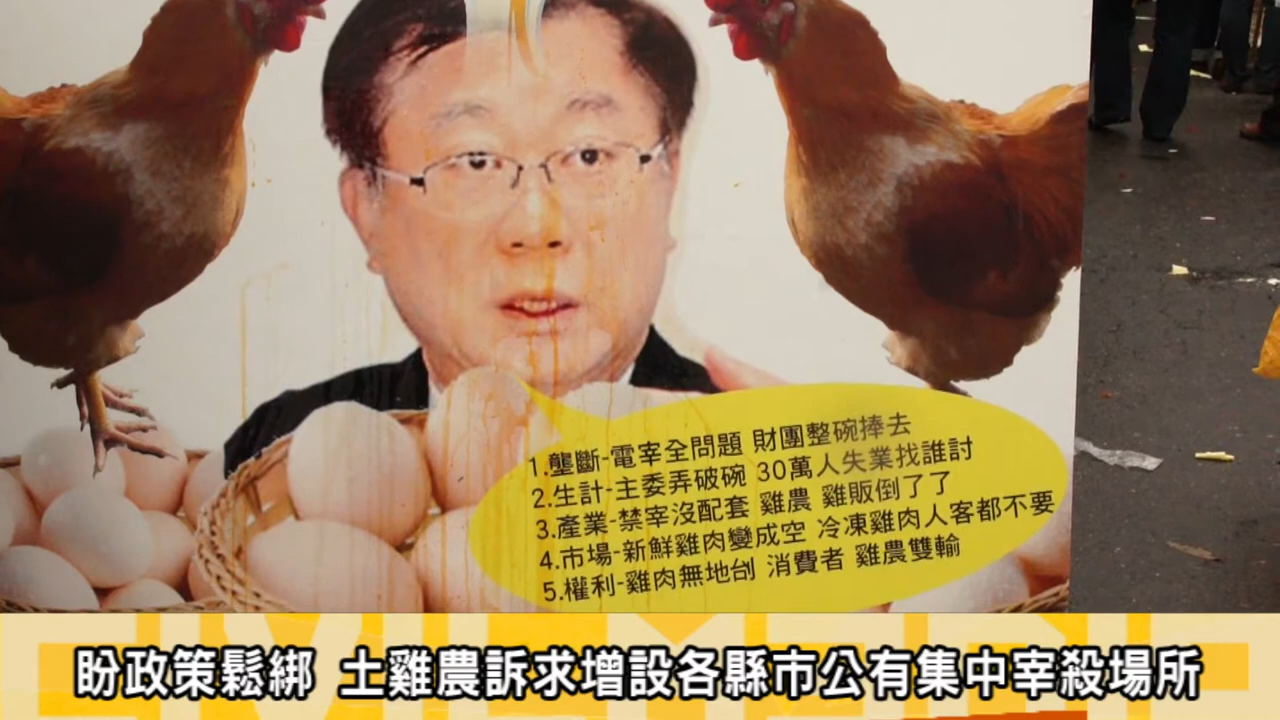 1.壟斷-電宰全問題 財團整碗捧去
2.生計-主委弄破碗 30萬人失業找誰討
3.產業-禁宰沒配套 雞農 雞販倒了了
4.市場-新鮮雞肉變成空 冷凍雞肉人客都不要
5.權利-雞肉無地刣 消費者 雞農雙輸
盼政策鬆綁 土雞農訴求增設各縣市公有集中宰殺場所